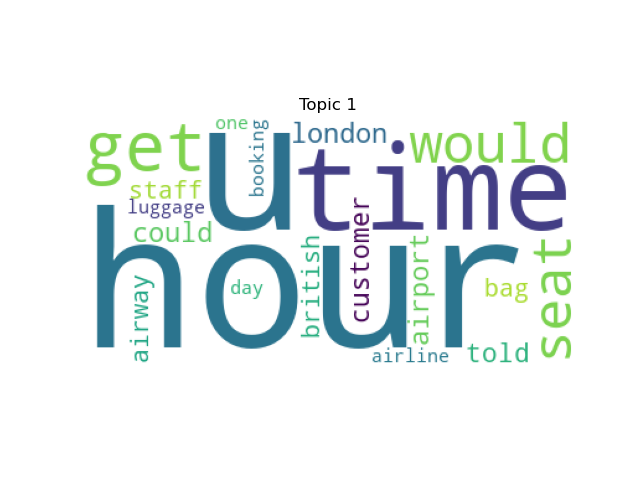 Topic 1
one
booking
london
get
u
time
would
staff
luggage
could
hour
customer
british
airport
seat
airway
day
bag
airline
told